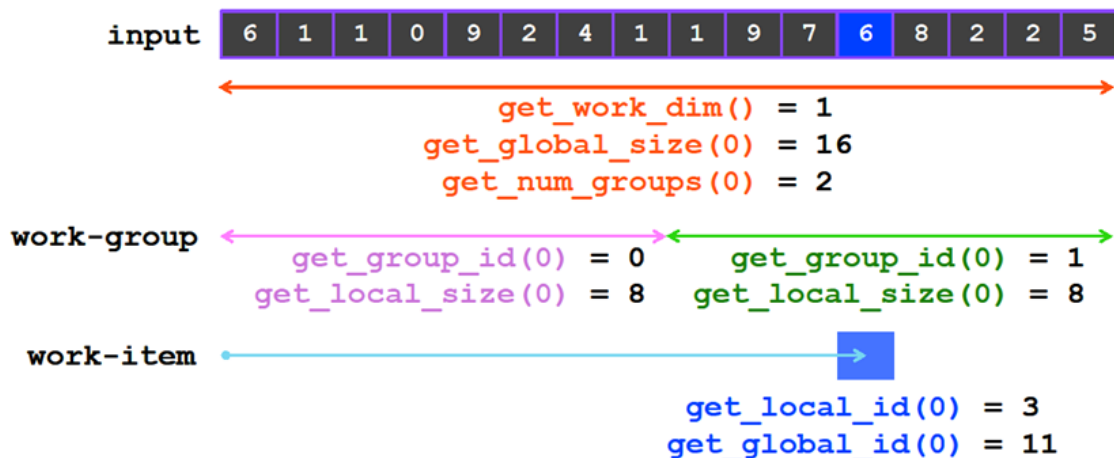 input 6 1 1 0 9 2 4 1 1 9 7 6 8 2 2 5
get_work_dim() = 1
get_global_size(0) = 16
get_num_groups(0) = 2
work-group
get_group_id(0) = 0 get_group_id(0) = 1
get_local_size(0) = 8 get_local_size(0) = 8
work-item
get_local_id(0) = 3
get_global_id(0) = 11